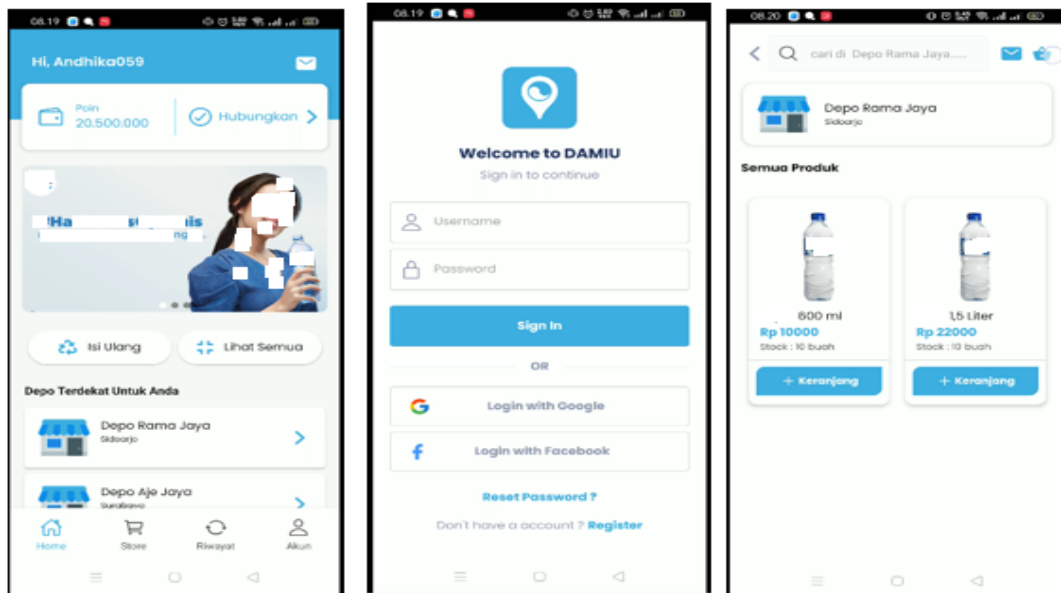 08.19
Hi, Andhika059
Poin
20.500.000
Hubungkan
Isi Ulang
Lihat Semua
Depo Terdekat Untuk Anda
Depo Rama Jaya
Sidoarjo
Depo Aje Jaya
Surabaya
Home
Store
Riwayat
Akun
08.19
Welcome to DAMIU
Sign in to continue
Username
Password
Sign In
OR
Login with Google
Login with Facebook
Reset Password ?
Don't have a account ? Register
08.20
cari di Depo Rama Jaya.....
Depo Rama Jaya
Sidoarjo
Semua Produk
600 ml
Rp 10000
Stock : 10 buah
+ Keranjang
1,5 Liter
Rp 22000
Stock : 10 buah
+ Keranjang